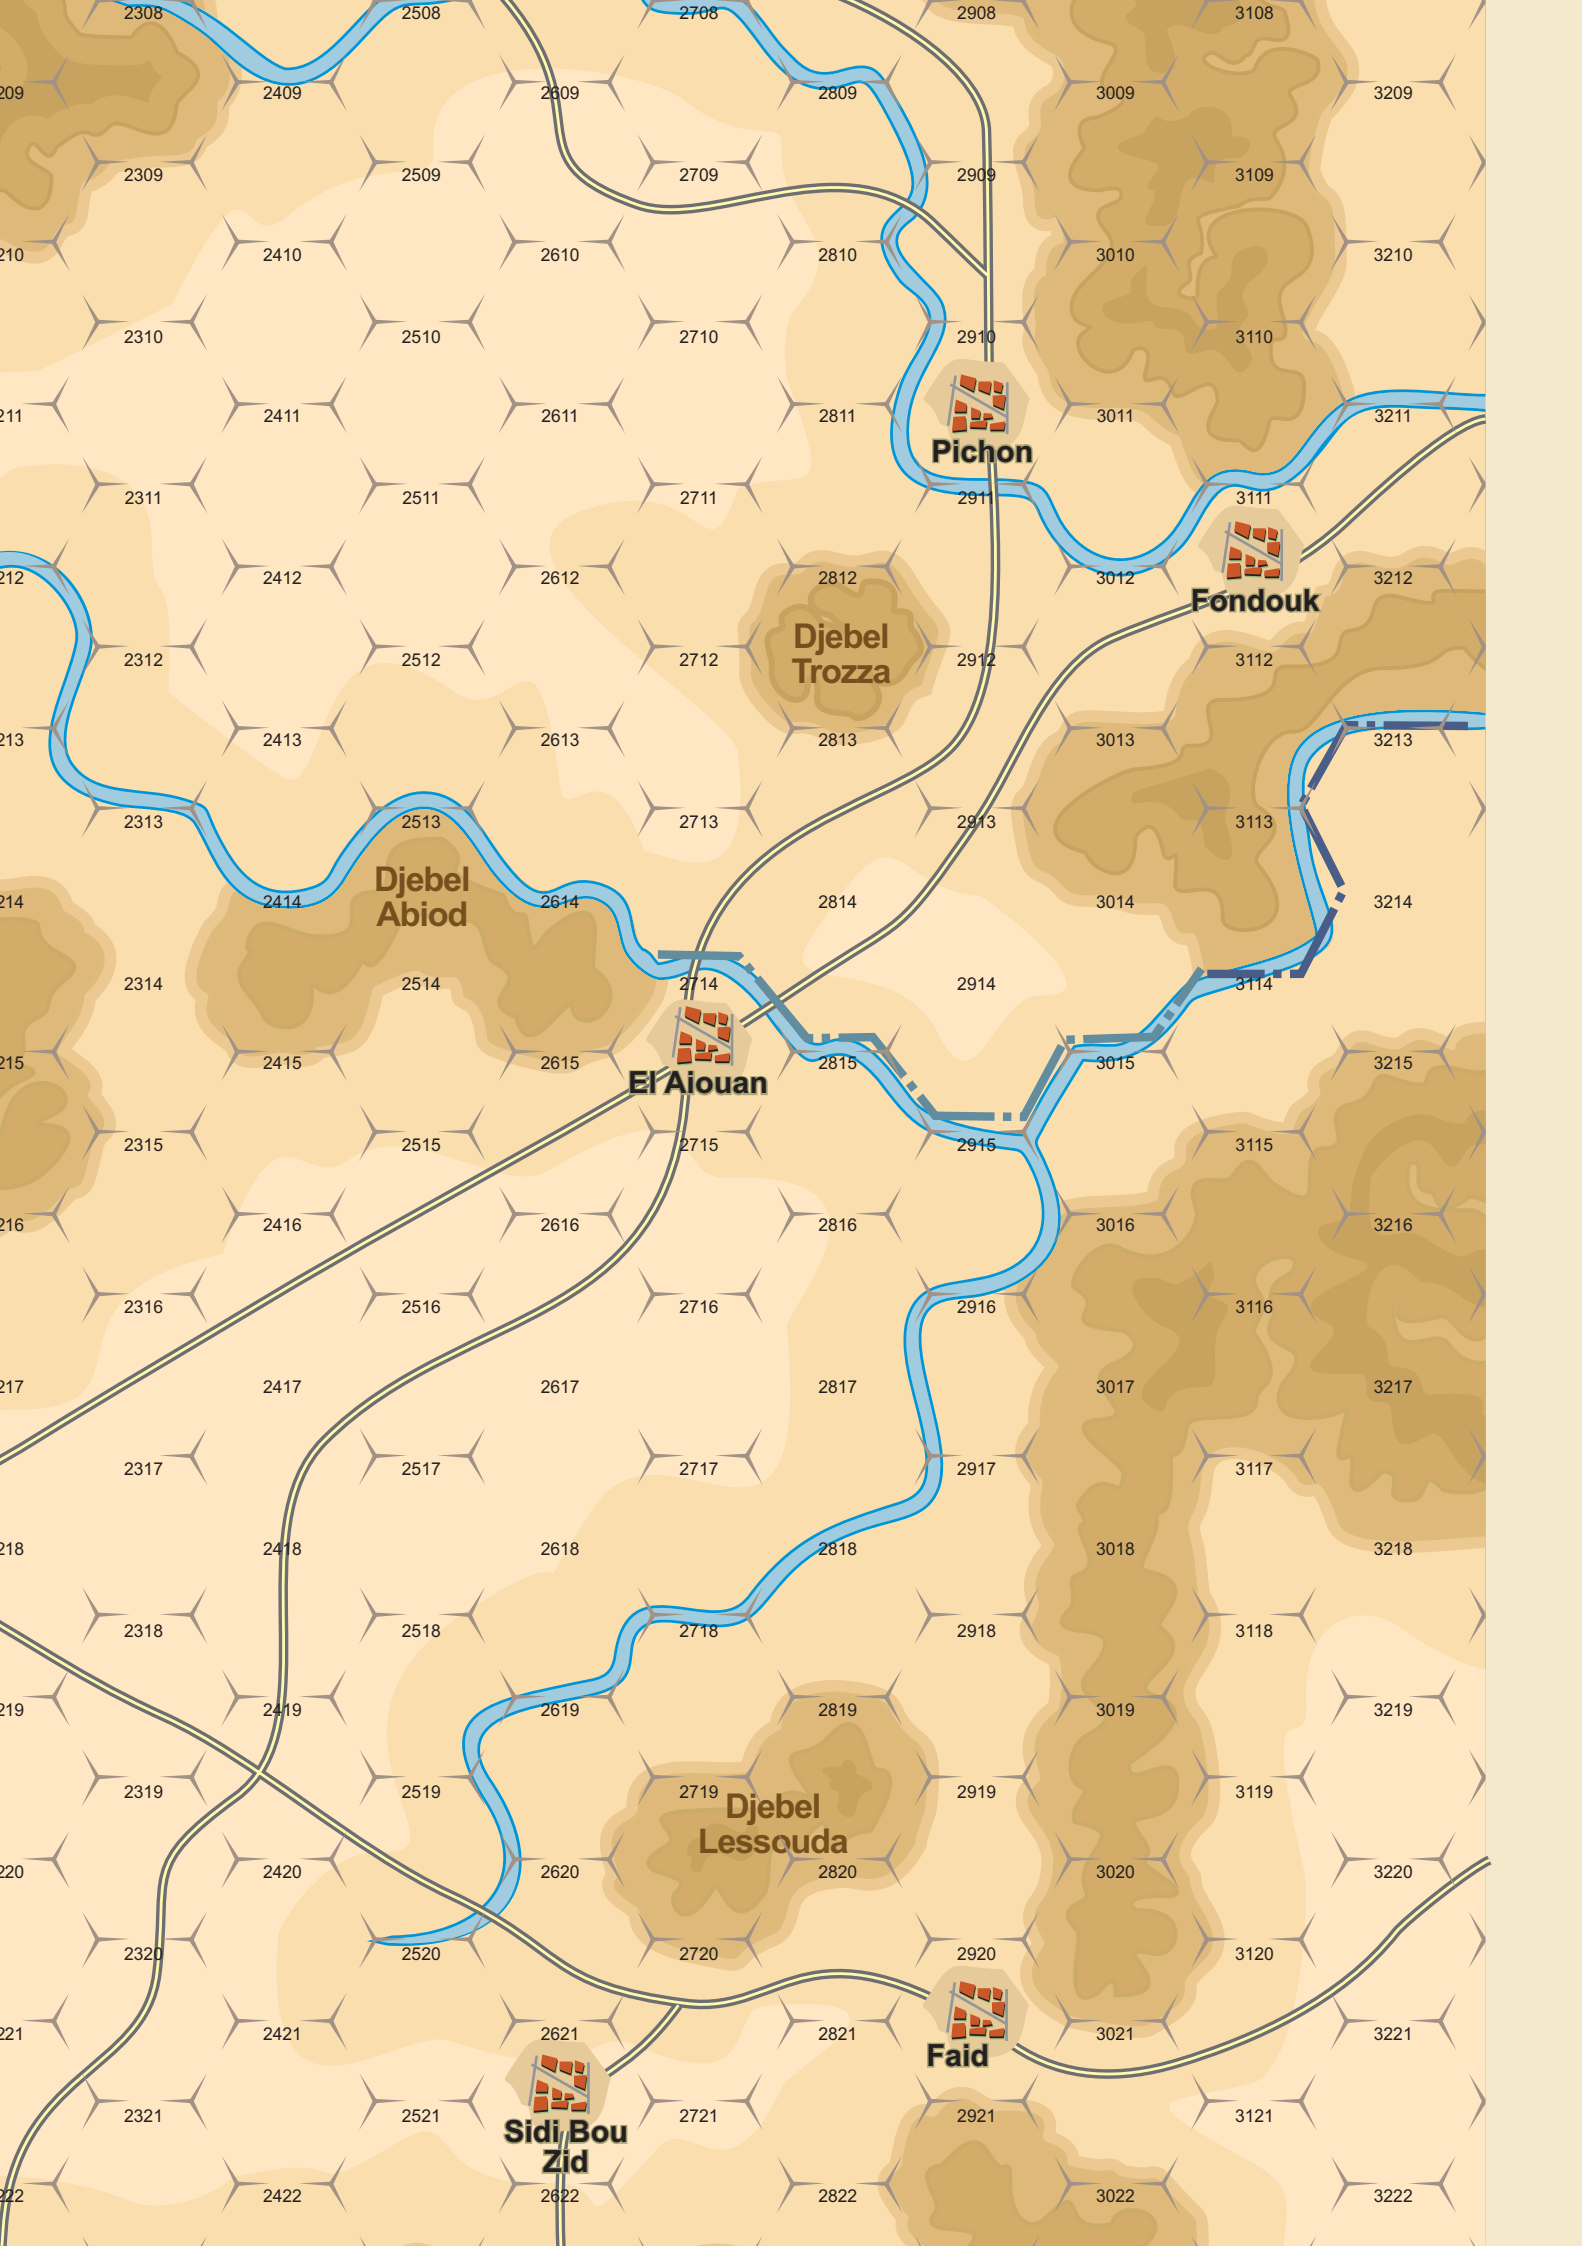 2308 2508 2708 2908 3108
209 2409 2609 2809 3009 3209
2309 2509 2709 2909 3109
210 2410 2610 2810 3010 3210
2310 2510 2710 2910 3110
211 2411 2611 2811 3011 3211
Pichon
2311 2511 2711 2911 3111
212 2412 2612 2812 3012 3212
Fondouk
Djebel
Trozza
2312 2512 2712 2912 3112
213 2413 2613 2813 3013 3213
2313 2513 2713 2913 3113
Djebel
Abiod
214 2414 2614 2814 3014 3214
2314 2514 2714 2914 3114
215 2415 2615 2815 3015 3215
El Aiouan
2315 2515 2715 2915 3115
216 2416 2616 2816 3016 3216
2316 2516 2716 2916 3116
217 2417 2617 2817 3017 3217
2317 2517 2717 2917 3117
218 2418 2618 2818 3018 3218
2318 2518 2718 2918 3118
219 2419 2619 2819 3019 3219
2319 2519 2719 2919 3119
Djebel
Lessouda
220 2420 2620 2820 3020 3220
2320 2520 2720 2920 3120
221 2421 2621 2821 3021 3221
Faid
2321 2521 2721 2921 3121
Sidi Bou
Zid
222 2422 2622 2822 3022 3222